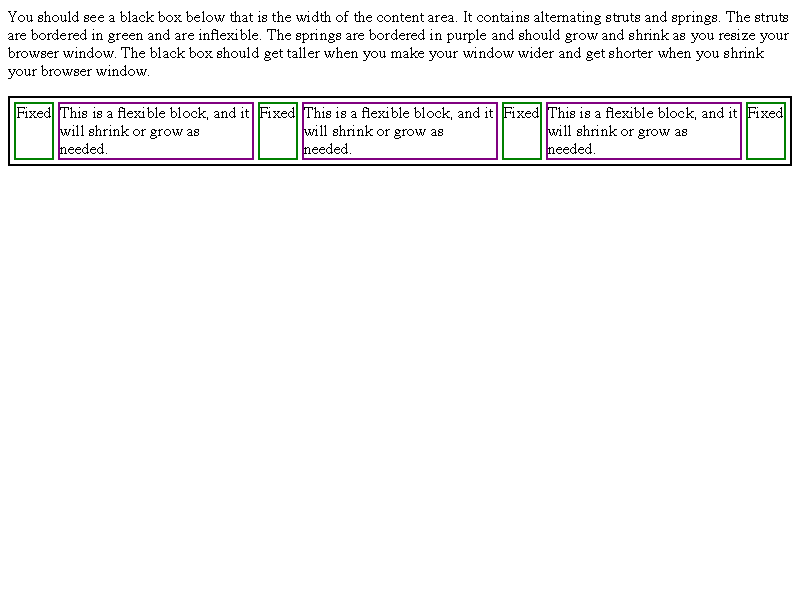 You should see a black box below that is the width of the content area. It contains alternating struts and springs. The struts
are bordered in green and are inflexible. The springs are bordered in purple and should grow and shrink as you resize your
browser window. The black box should get taller when you make your window wider and get shorter when you shrink
your browser window.
Fixed
This is a flexible block, and it
will shrink or grow as
needed.
Fixed
This is a flexible block, and it
will shrink or grow as
needed.
Fixed
This is a flexible block, and it
will shrink or grow as
needed.
Fixed